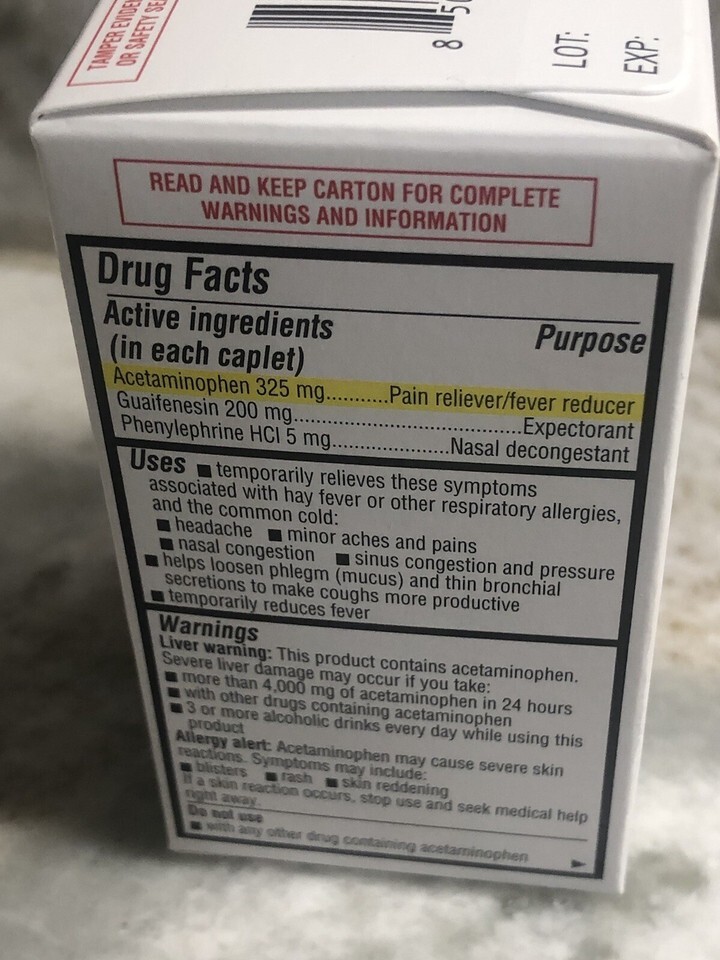 TAMPER EVIDE
OR SAFETY SE
8 50
LOT:
EXP:
READ AND KEEP CARTON FOR COMPLETE
WARNINGS AND INFORMATION
Drug Facts
Active ingredients
(in each caplet)
Purpose
Acetaminophen 325 mg...........Pain reliever/fever reducer
Guaifenesin 200 mg.........................................Expectorant
Phenylephrine HCl 5 mg.....................Nasal decongestant
Uses ■ temporarily relieves these symptoms
associated with hay fever or other respiratory allergies,
and the common cold:
■ headache ■ minor aches and pains
■ nasal congestion ■ sinus congestion and pressure
■ helps loosen phlegm (mucus) and thin bronchial
secretions to make coughs more productive
■ temporarily reduces fever
Warnings
Liver warning: This product contains acetaminophen.
Severe liver damage may occur if you take:
■ more than 4,000 mg of acetaminophen in 24 hours
■ with other drugs containing acetaminophen
■ 3 or more alcoholic drinks every day while using this
product
Allergy alert: Acetaminophen may cause severe skin
reactions. Symptoms may include:
■ blisters ■ rash ■ skin reddening
If a skin reaction occurs, stop use and seek medical help
right away.
Do not use
■ with any other drug containing acetaminophen